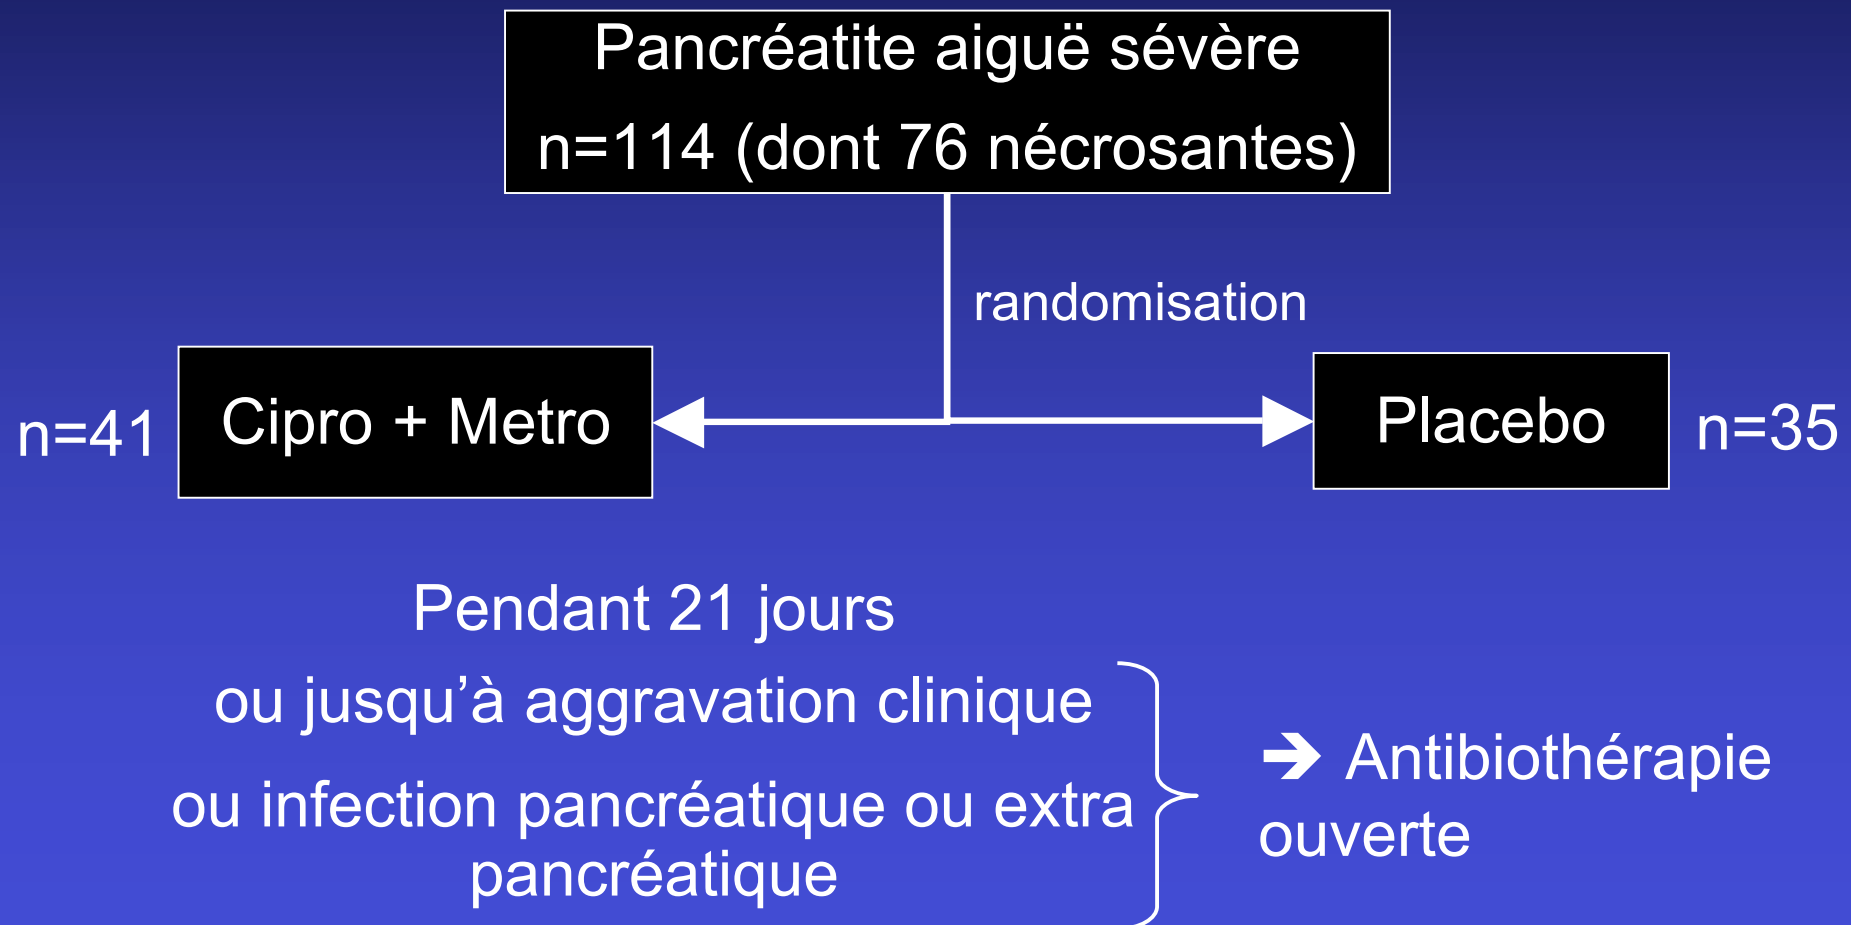 Pancréatite aiguë sévère
n=114 (dont 76 nécrosantes)
randomisation
n=41
Cipro + Metro
Placebo
n=35
Pendant 21 jours
ou jusqu’à aggravation clinique
ou infection pancréatique ou extra
pancréatique
➔ Antibiothérapie
ouverte